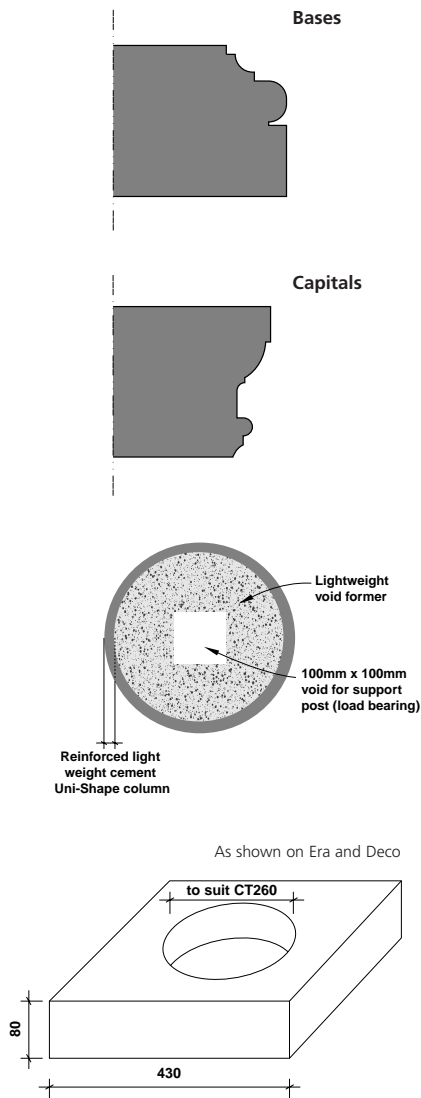 Bases
Capitals
Lightweight
void former
100mm x 100mm
void for support
post (load bearing)
Reinforced light
weight cement
Uni-Shape column
As shown on Era and Deco
to suit CT260
80
430